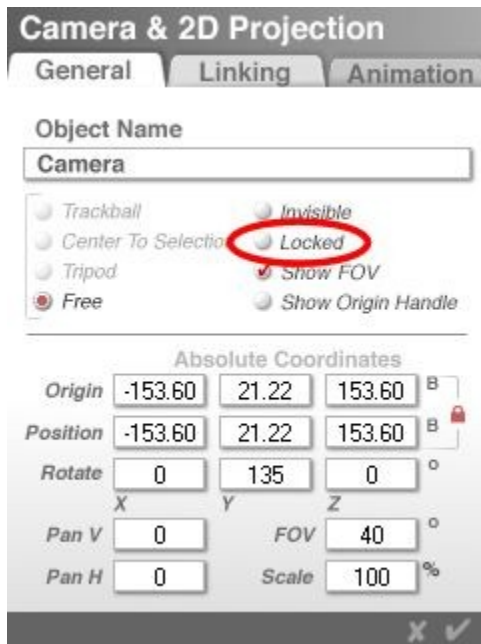 Camera & 2D Projection
General Linking Animation
Object Name
Camera
Trackball Invisible
Center To Selection Locked
Tripod Show FOV
Free Show Origin Handle
Absolute Coordinates
Origin -153.60 21.22 153.60 B
Position -153.60 21.22 153.60 B
Rotate 0 135 0 °
X Y Z
Pan V 0 FOV 40 °
Pan H 0 Scale 100 %